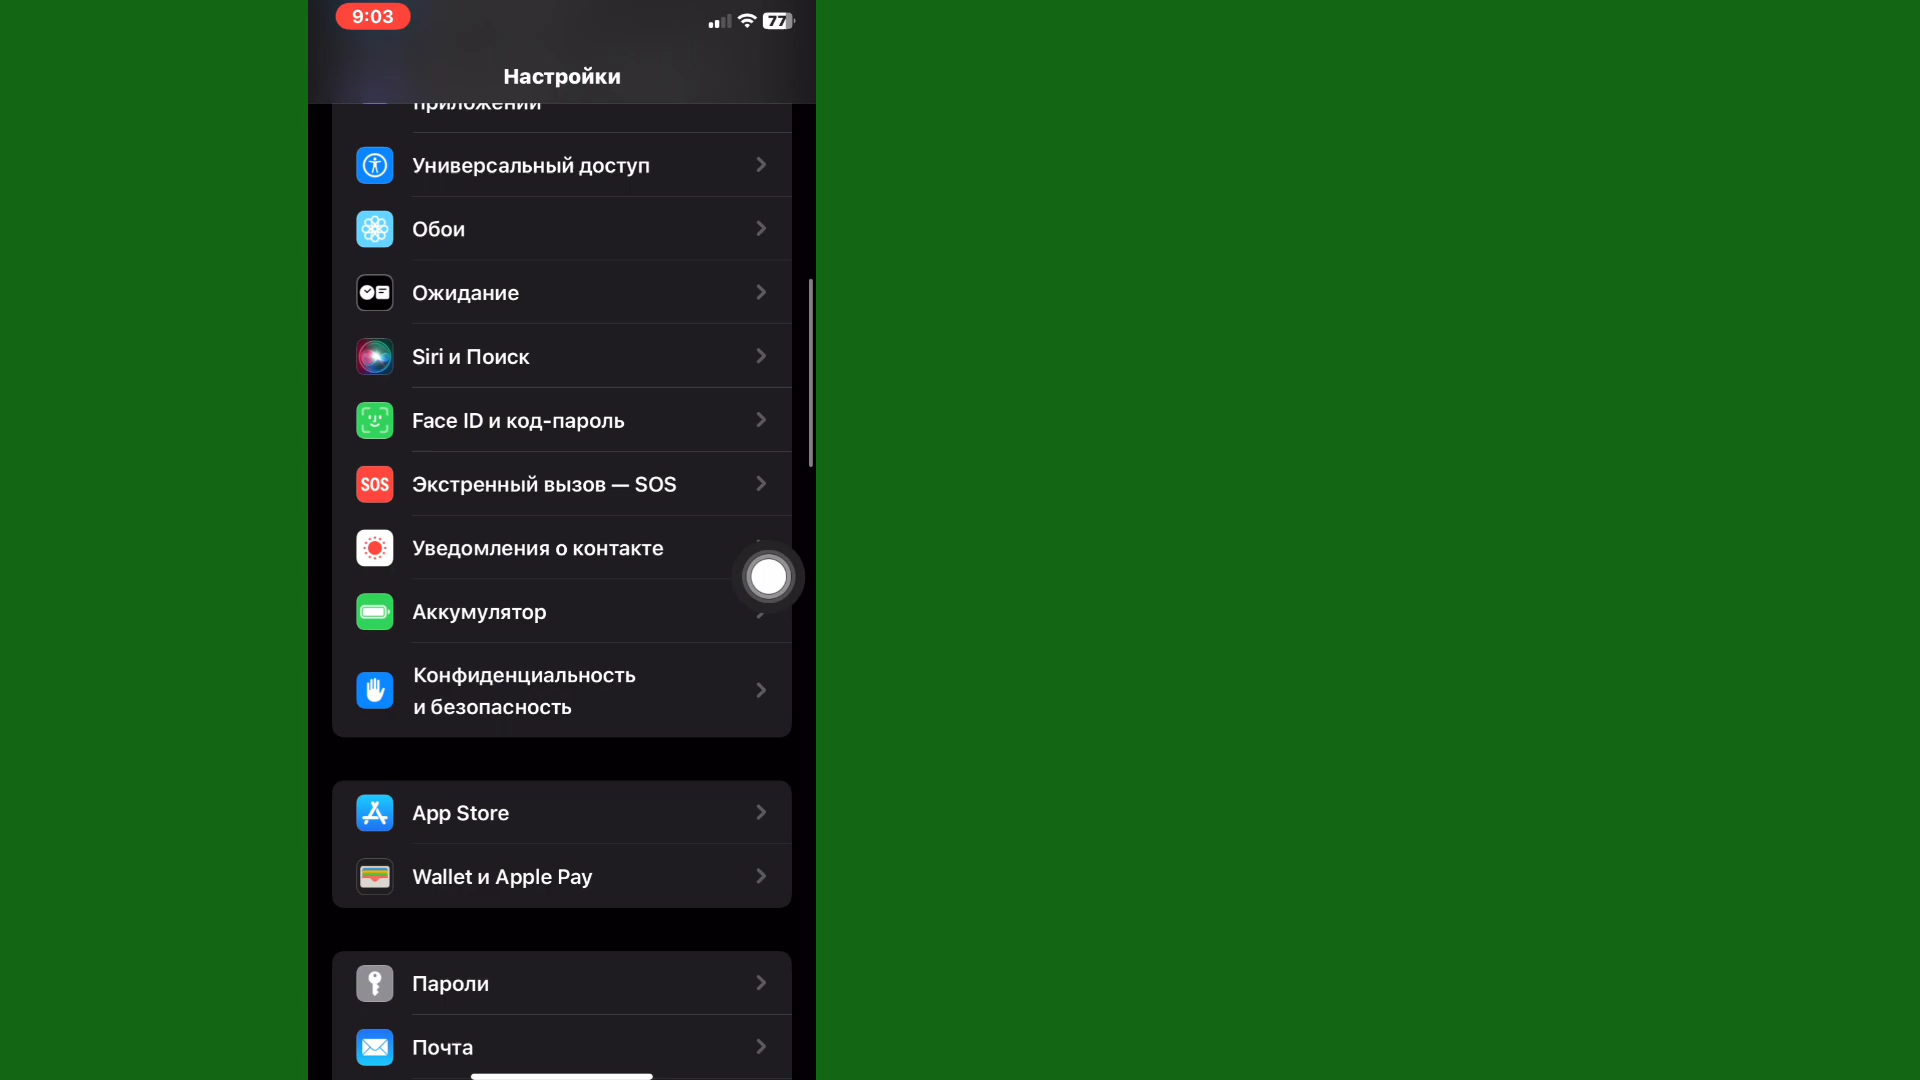 9:03
77
Настройки
приложений
Универсальный доступ
Обои
Ожидание
Siri и Поиск
Face ID и код-пароль
SOS
Экстренный вызов — SOS
Уведомления о контакте
Аккумулятор
Конфиденциальность
и безопасность
App Store
Wallet и Apple Pay
Пароли
Почта